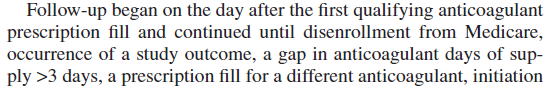 Follow-up began on the day after the first qualifying anticoagulant
prescription fill and continued until disenrollment from Medicare,
occurrence of a study outcome, a gap in anticoagulant days of sup-
ply >3 days, a prescription fill for a different anticoagulant, initiation